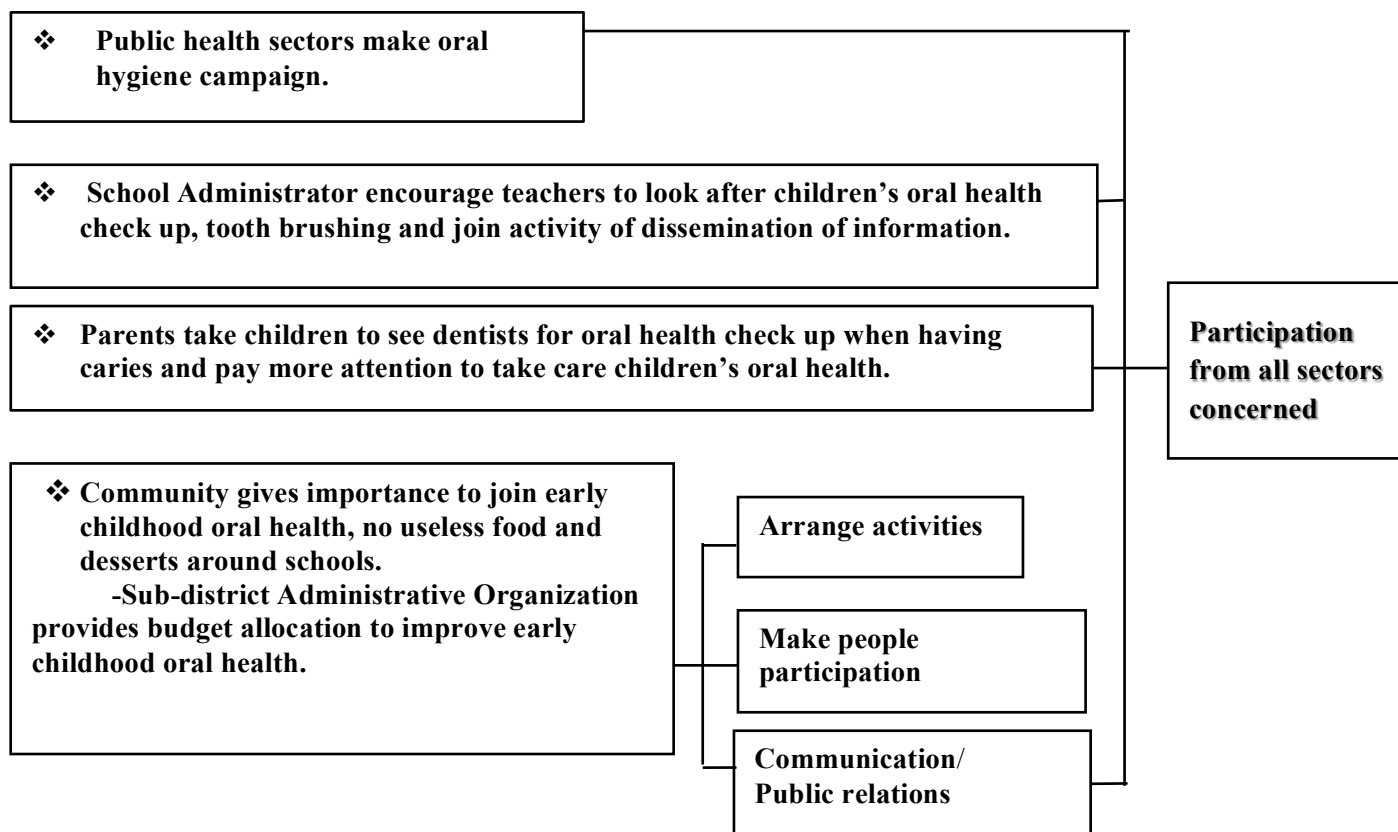 ❖ Public health sectors make oral
hygiene campaign.
❖ School Administrator encourage teachers to look after children’s oral health
check up, tooth brushing and join activity of dissemination of information.
❖ Parents take children to see dentists for oral health check up when having
caries and pay more attention to take care children’s oral health.
Participation
from all sectors
concerned
❖ Community gives importance to join early
childhood oral health, no useless food and
desserts around schools.
-Sub-district Administrative Organization
provides budget allocation to improve early
childhood oral health.
Arrange activities
Make people
participation
Communication/
Public relations